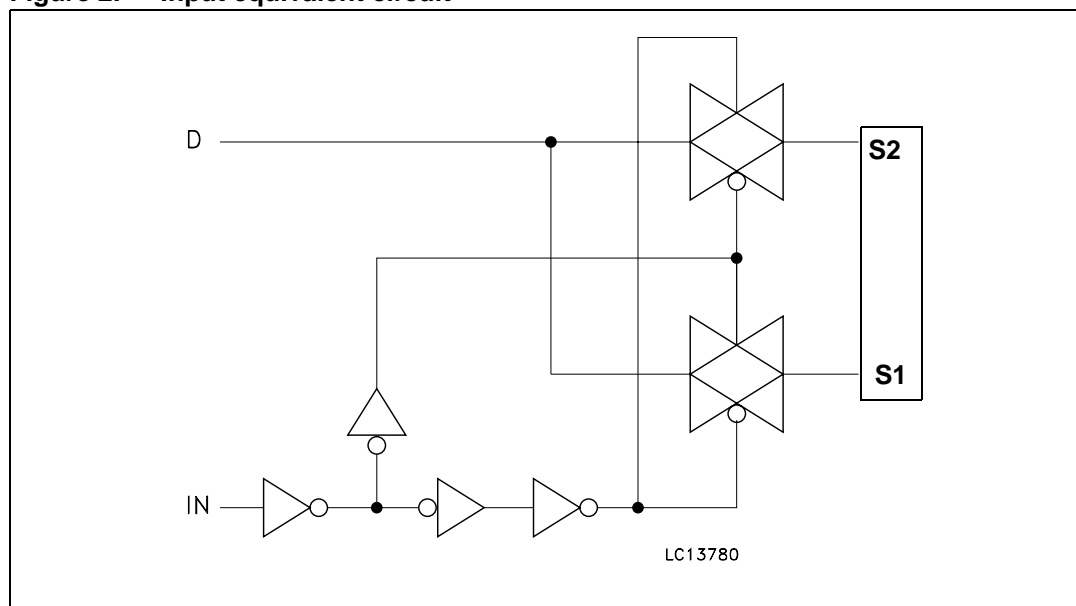 Figure 2. Input equivalent circuit
D
S2
S1
IN
LC13780